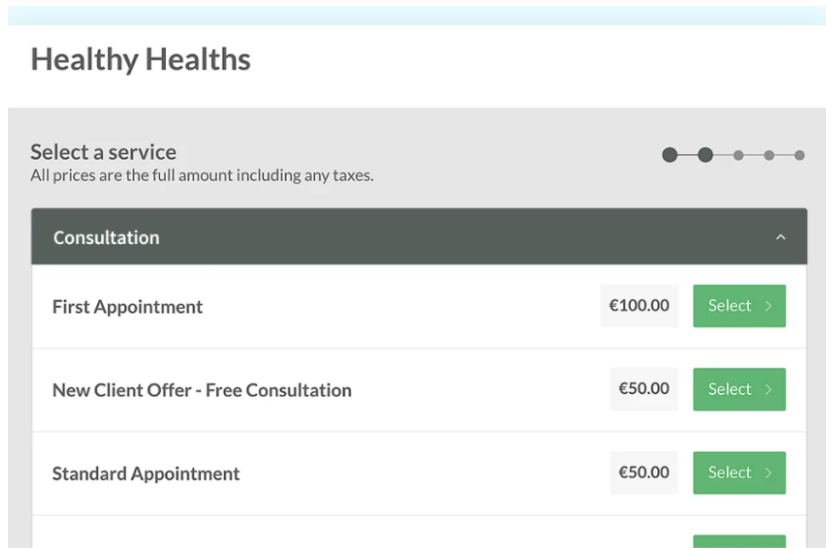 Healthy Healths
Select a service
All prices are the full amount including any taxes.
Consultation
First Appointment €100.00 Select
New Client Offer - Free Consultation €50.00 Select
Standard Appointment €50.00 Select